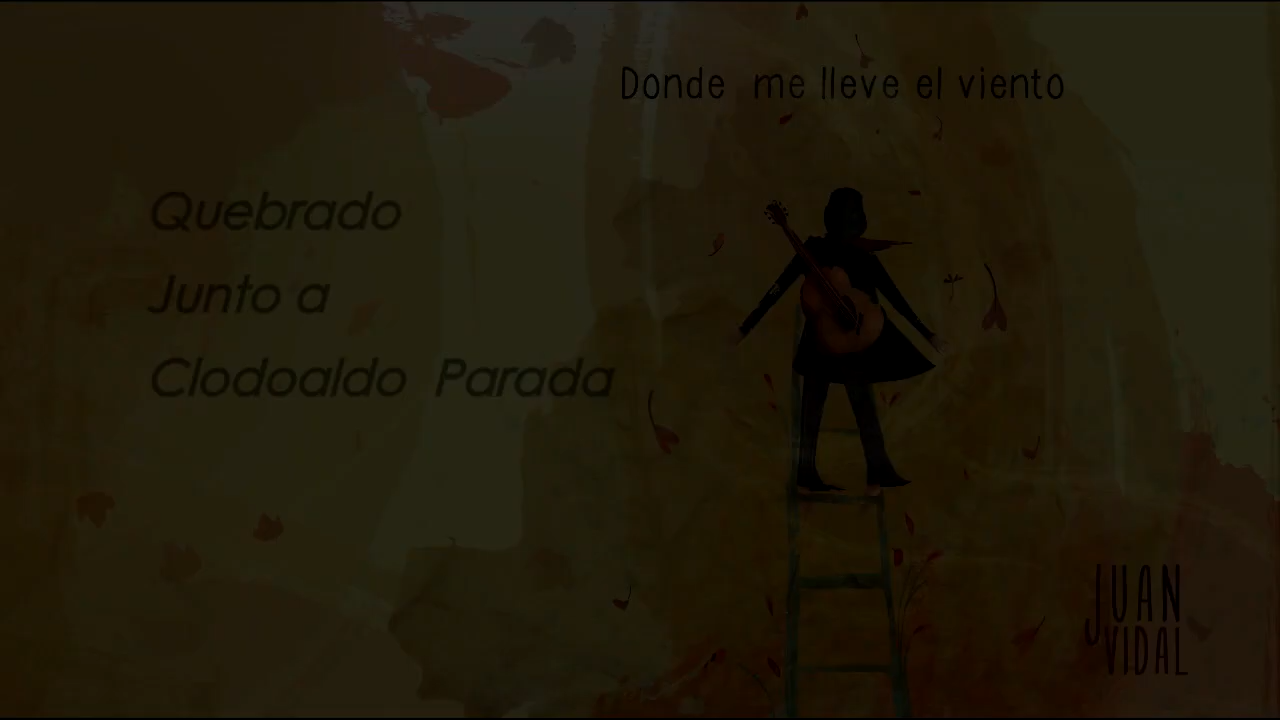 Donde me lleve el viento
Quebrado
Junto a
Clodoaldo Parada
JUAN
VIDAL